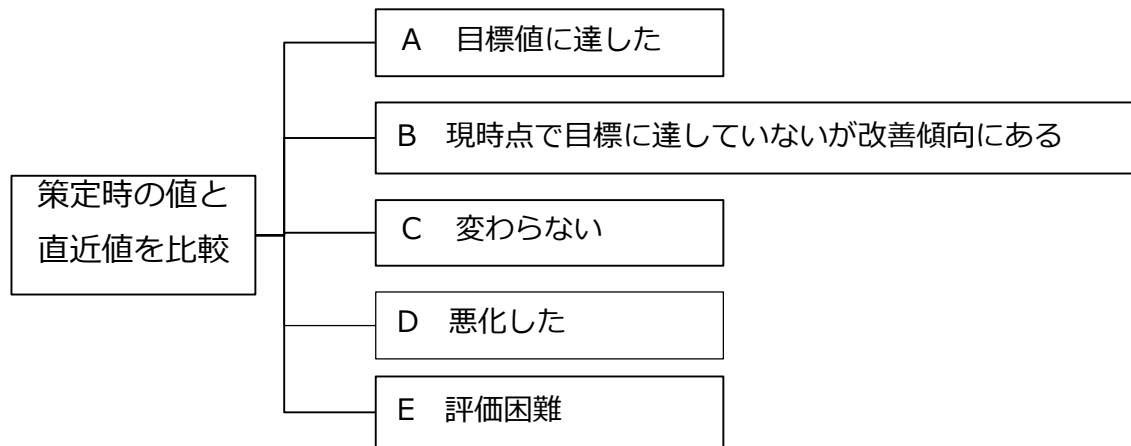 策定時の値と
直近値を比較
A　目標値に達した
B　現時点で目標に達していないが改善傾向にある
C　変わらない
D　悪化した
E　評価困難